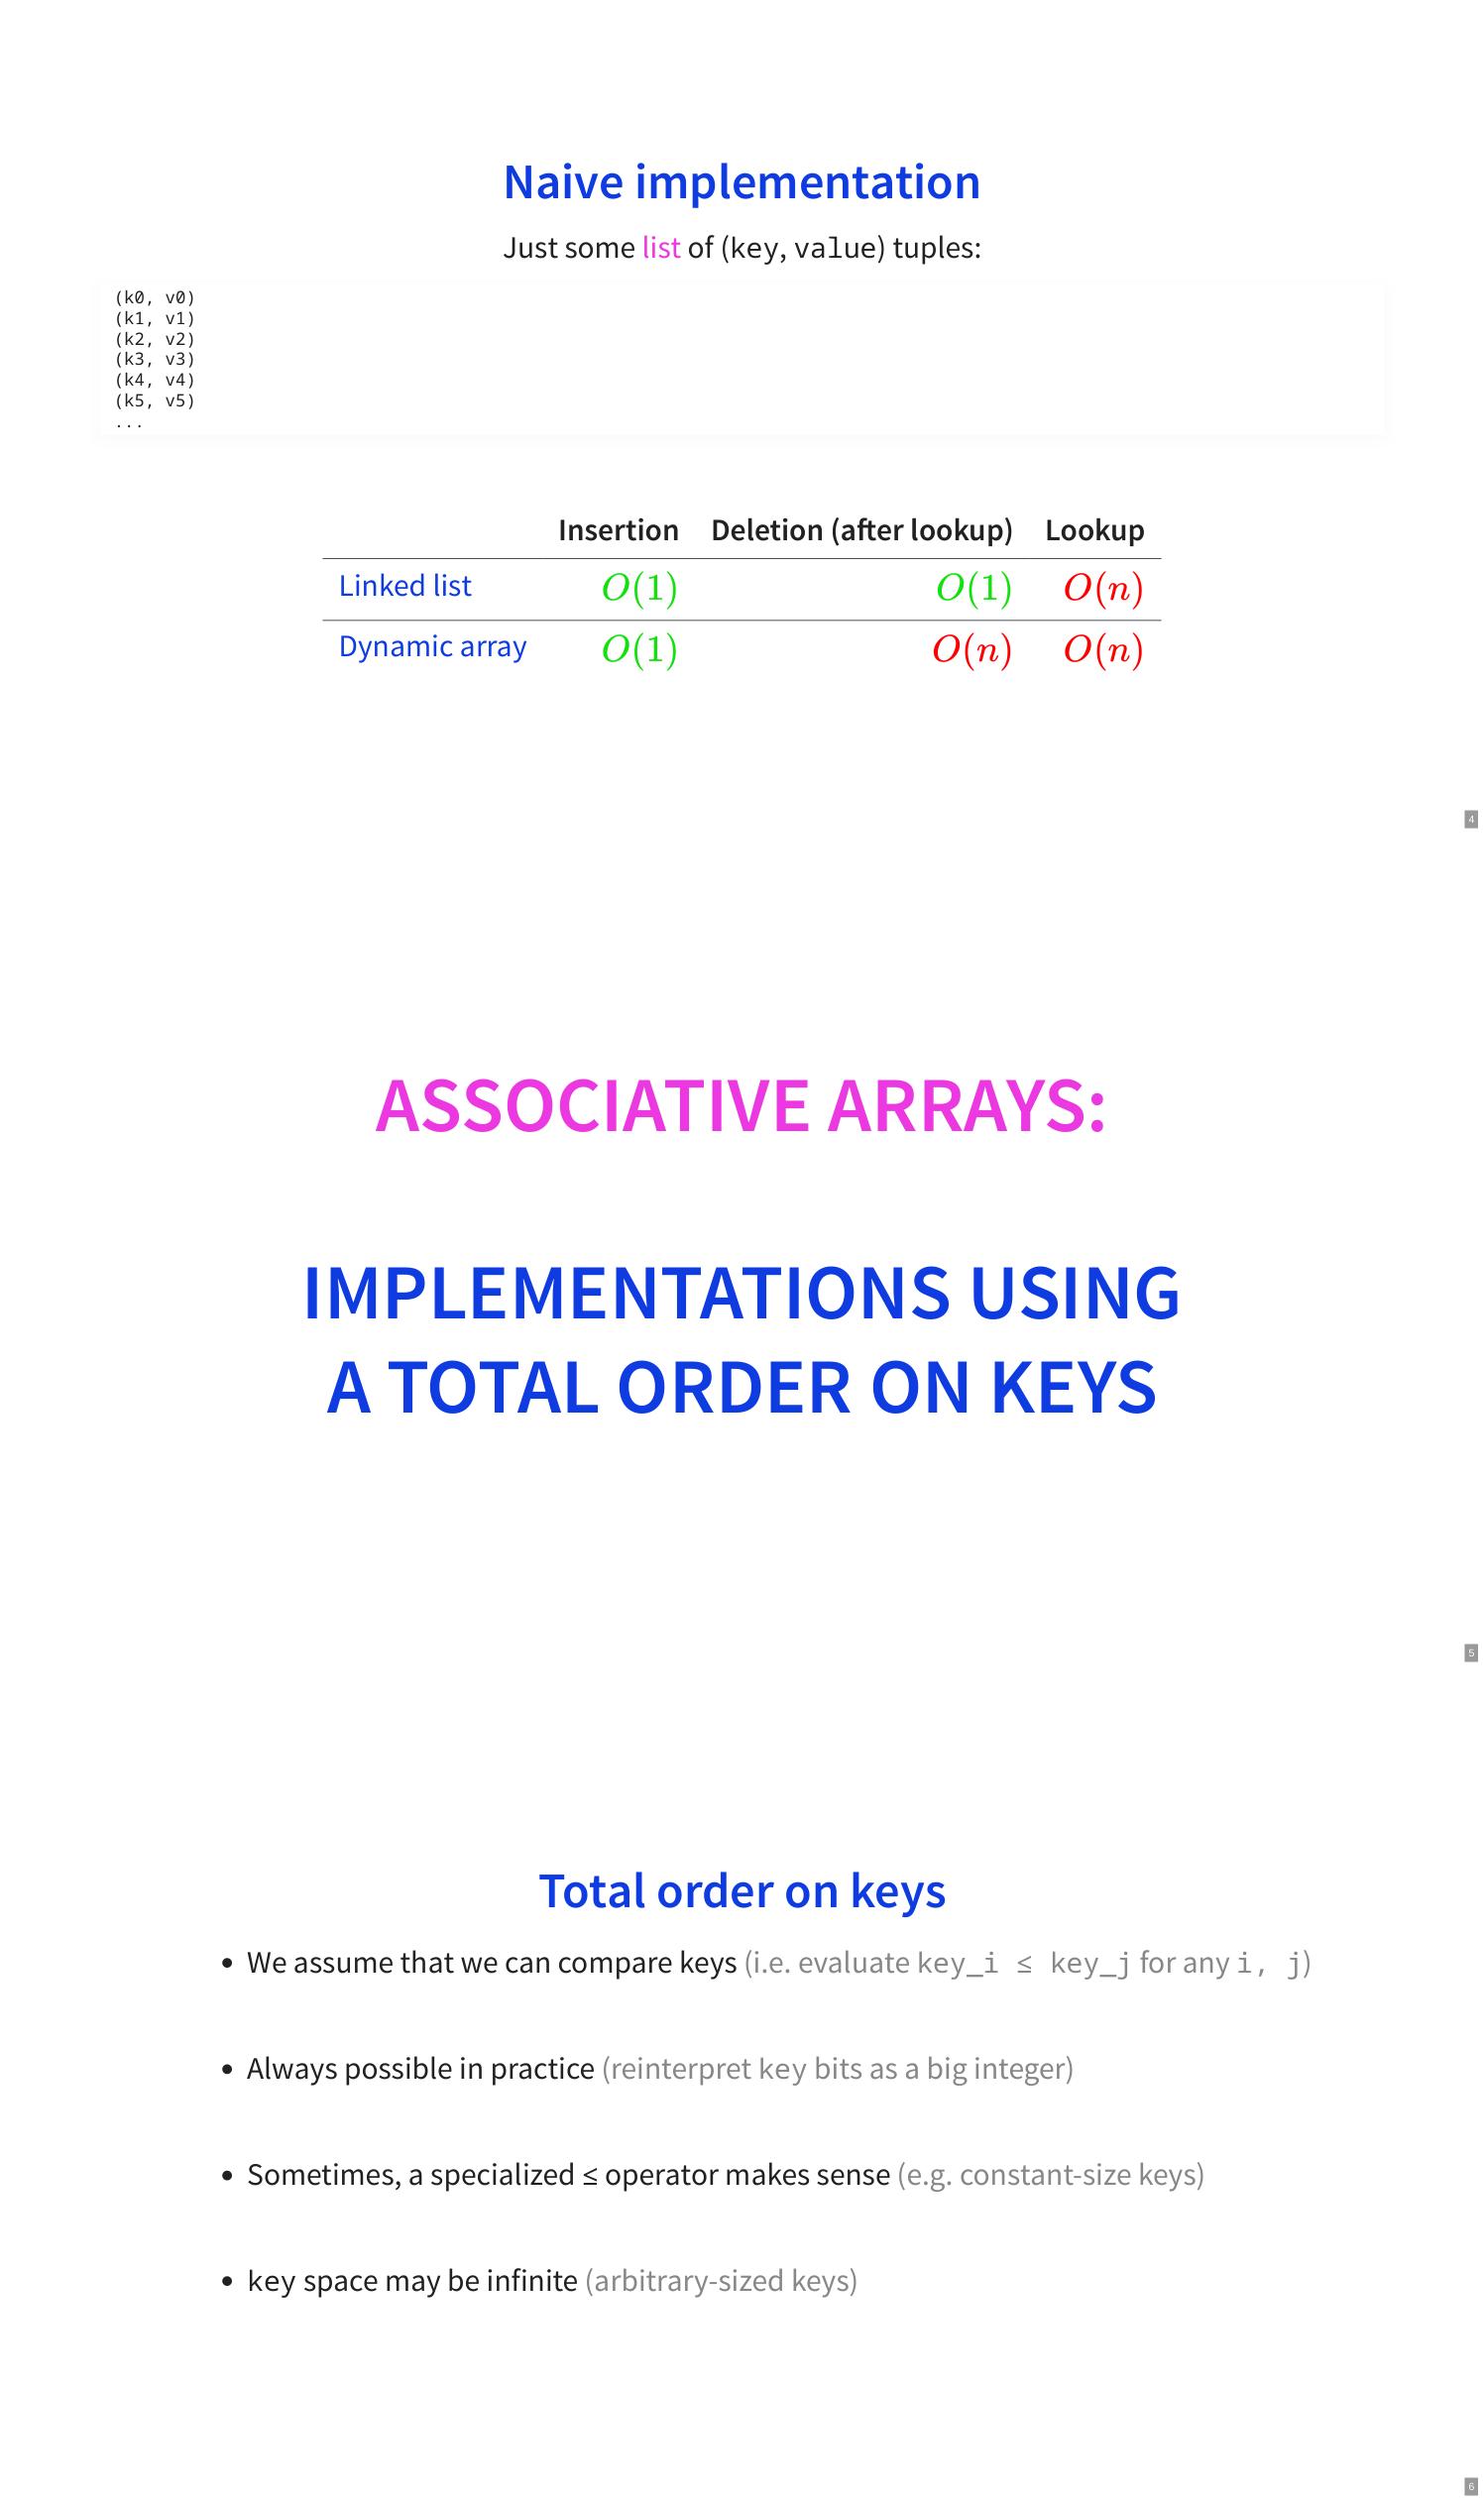 Naive implementation
Just some list of (key, value) tuples:
(k0, v0)
(k1, v1)
(k2, v2)
(k3, v3)
(k4, v4)
(k5, v5)
...
Insertion Deletion (after lookup) Lookup
Linked list O(1) O(1) O(n)
Dynamic array O(1) O(n) O(n)
4
ASSOCIATIVE ARRAYS:
IMPLEMENTATIONS USING
A TOTAL ORDER ON KEYS
5
Total order on keys
• We assume that we can compare keys (i.e. evaluate key_i ≤ key_j for any i, j)
• Always possible in practice (reinterpret key bits as a big integer)
• Sometimes, a specialized ≤ operator makes sense (e.g. constant-size keys)
• key space may be infinite (arbitrary-sized keys)
6